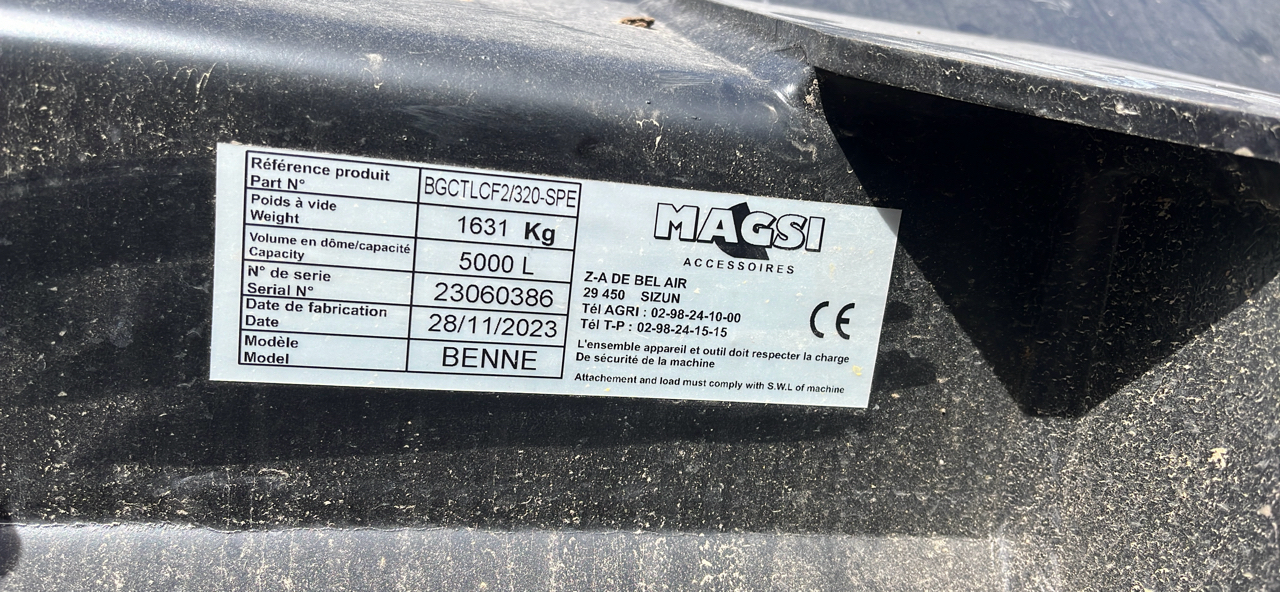 Référence produit
Part N°
BGCTLCF2/320-SPE
Poids à vide
Weight
1631 Kg
Volume en dôme/capacité
Capacity
5000 L
N° de serie
Serial N°
23060386
Date de fabrication
Date
28/11/2023
Modèle
Model
BENNE
MAGSI
ACCESSOIRES
Z-A DE BEL AIR
29 450 SIZUN
Tél AGRI : 02-98-24-10-00
Tél T-P : 02-98-24-15-15
CE
L'ensemble appareil et outil doit respecter la charge
De sécurité de la machine
Attachement and load must comply with S.W.L of machine